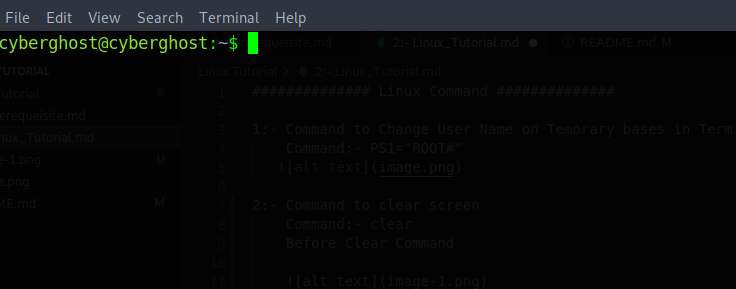 File Edit View Search Terminal Help
cyberghost@cyberghost:~$
requeisite.md 2:- Linux_Tutorial.md README.md M
TUTORIAL
Linux Tutorial > 2:- Linux_Tutorial.md
utorial
1 ############## Linux Command ##############
rerequeisite.md
2
nux_Tutorial.md
3 1:- Command to Change User Name on Temorary bases in Term
4 Command:- PS1="ROOT#"
e-1.png U
5 ![alt text](image.png)
e.png
6
ME.md M
7 2:- Command to clear screen
8 Command:- clear
9 Before Clear Command
10
11 ![alt text](image-1.png)